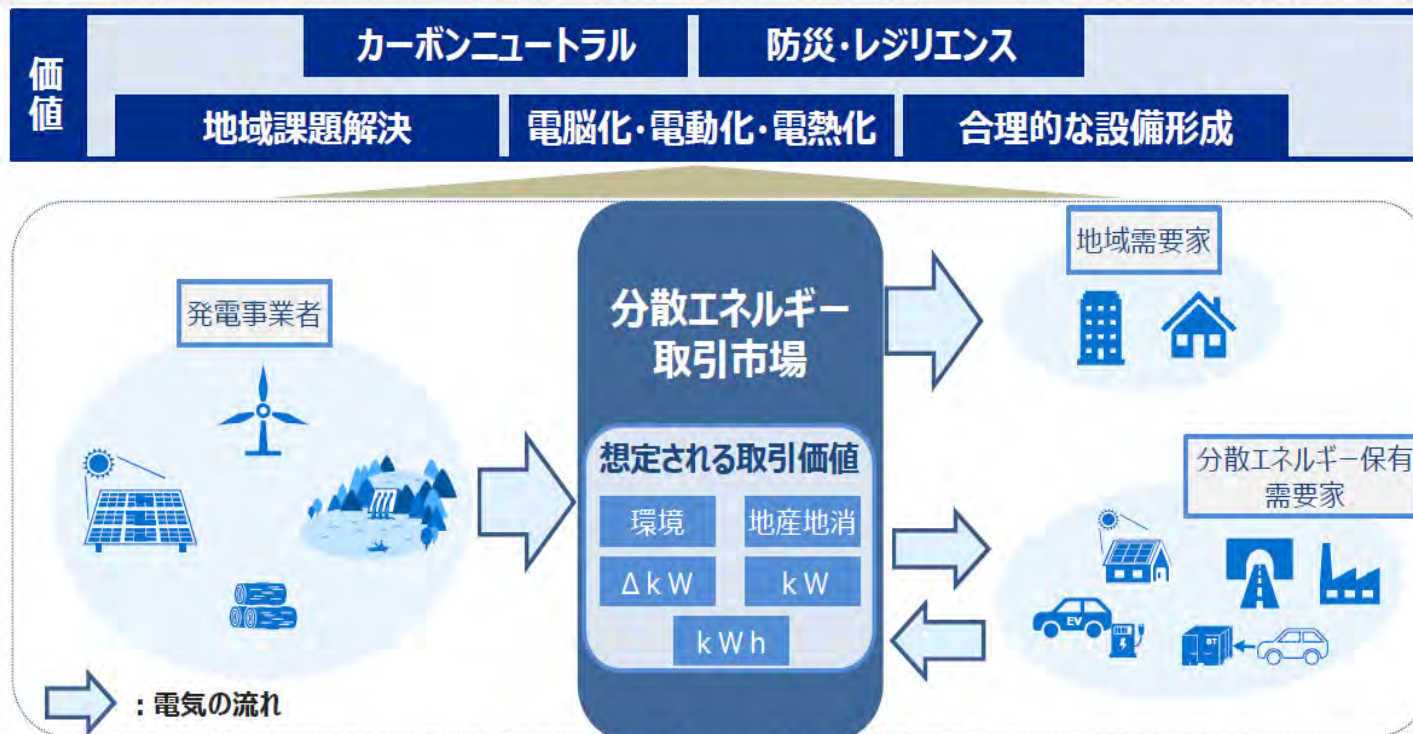 価値
カーボンニュートラル
防災・レジリエンス
地域課題解決
電脳化・電動化・電熱化
合理的な設備形成
発電事業者
分散エネルギー
取引市場
想定される取引価値
環境
地産地消
ΔkW
kW
kWh
地域需要家
分散エネルギー保有
需要家
EV
BT
：電気の流れ